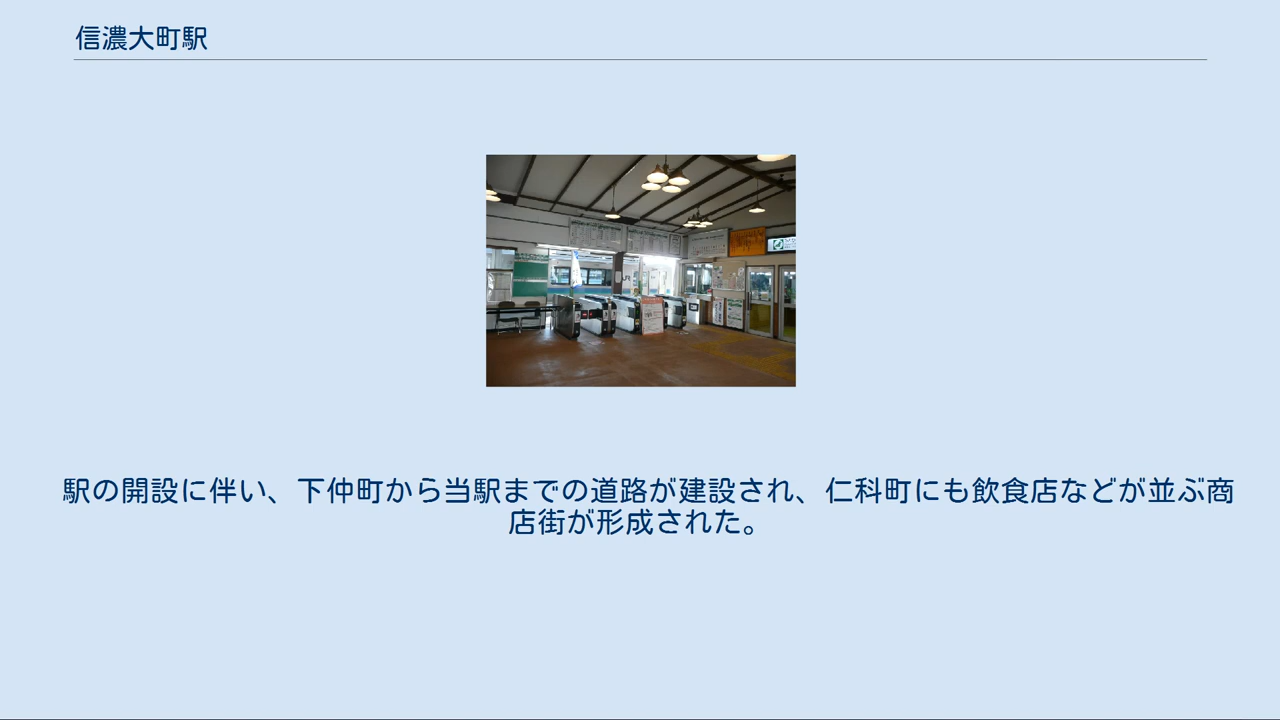 信濃大町駅
駅の開設に伴い、下仲町から当駅までの道路が建設され、仁科町にも飲食店などが並ぶ商
店街が形成された。